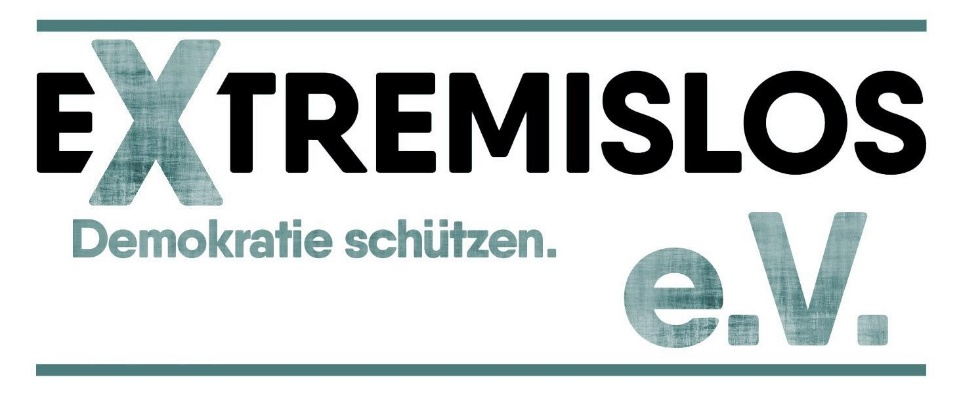 EXTREMISLOS
Demokratie schützen.
e.V.